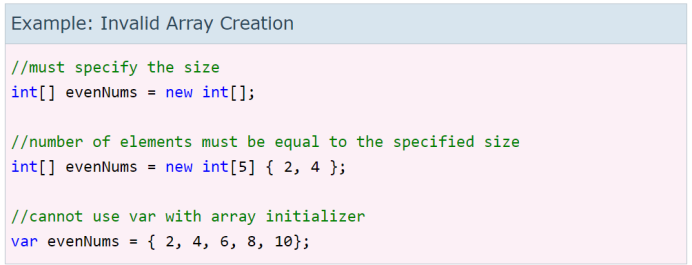 Example: Invalid Array Creation
//must specify the size
int[] evenNums = new int[];
//number of elements must be equal to the specified size
int[] evenNums = new int[5] { 2, 4 };
//cannot use var with array initializer
var evenNums = { 2, 4, 6, 8, 10};